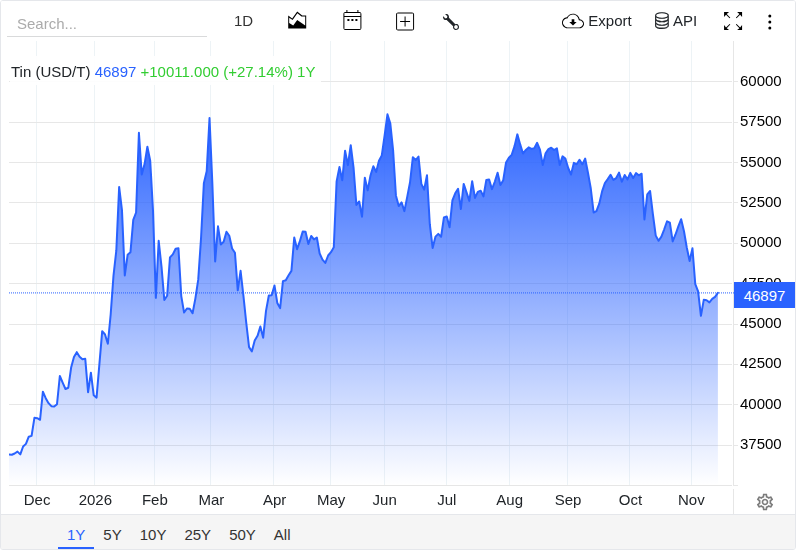 Search...
1D
Export
API
Tin (USD/T) 46897 +10011.000 (+27.14%) 1Y
60000
57500
55000
52500
50000
47500
46897
45000
42500
40000
37500
Dec 2026 Feb Mar Apr May Jun Jul Aug Sep Oct Nov
1Y 5Y 10Y 25Y 50Y All